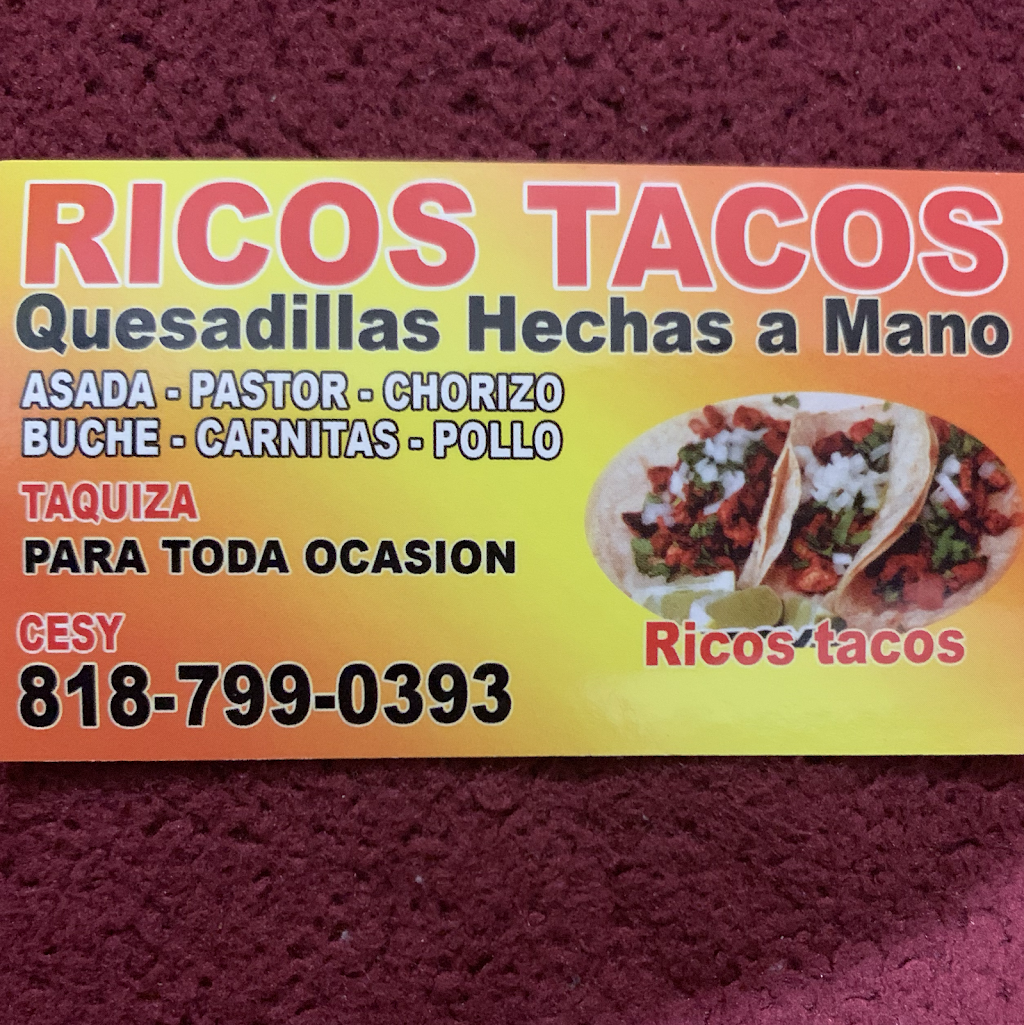 RICOS TACOS
Quesadillas Hechas a Mano
ASADA - PASTOR - CHORIZO
BUCHE - CARNITAS - POLLO
TAQUIZA
PARA TODA OCASION
CESY
818-799-0393
Ricos tacos